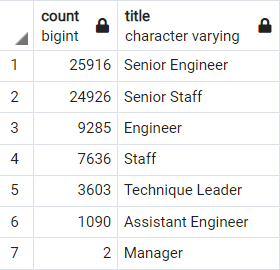 count title
bigint character varying
1 25916 Senior Engineer
2 24926 Senior Staff
3 9285 Engineer
4 7636 Staff
5 3603 Technique Leader
6 1090 Assistant Engineer
7 2 Manager